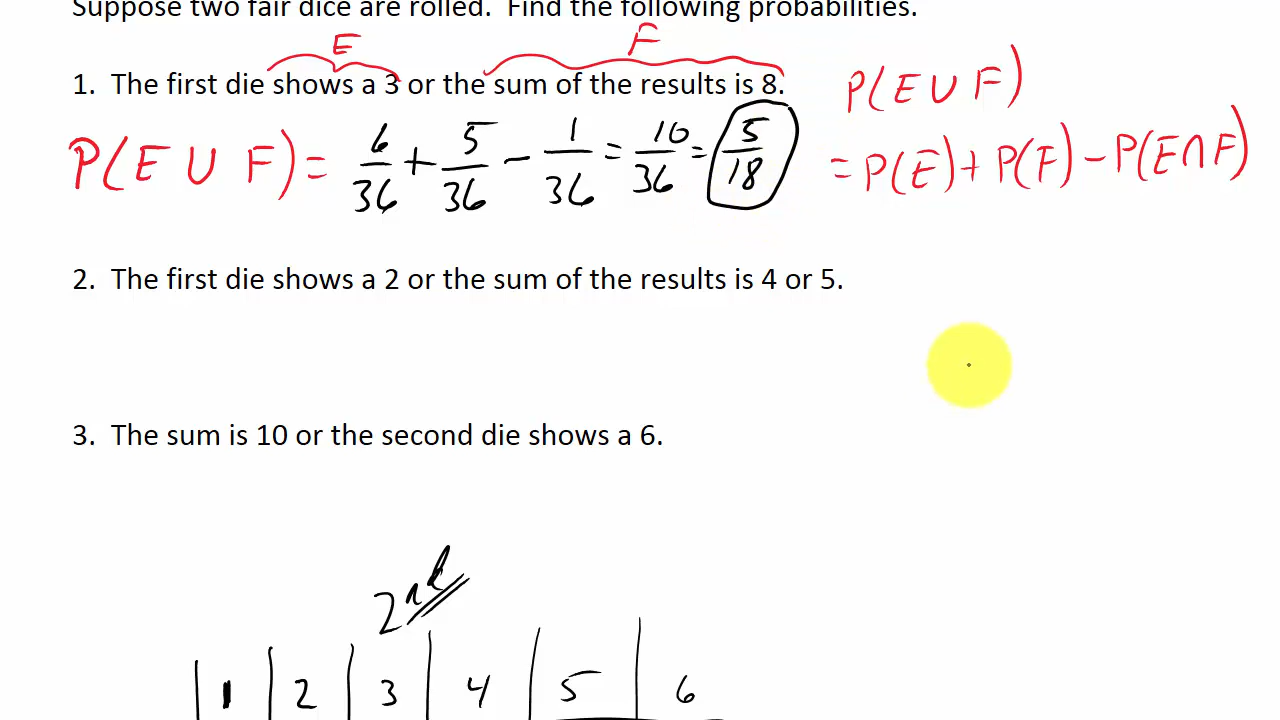 Suppose two fair dice are rolled. Find the following probabilities.
E F
1. The first die shows a 3 or the sum of the results is 8. P(E ∪ F)
P(E ∪ F) = 6/36 + 5/36 − 1/36 = 10/36 = 5/18 = P(E) + P(F) − P(E ∩ F)
2. The first die shows a 2 or the sum of the results is 4 or 5.
3. The sum is 10 or the second die shows a 6.
2nd
1 2 3 4 5 6